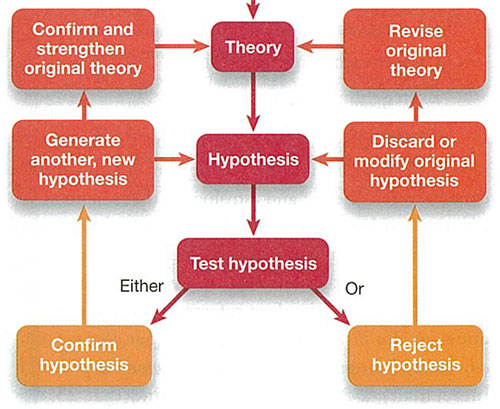 Confirm and
strengthen
original theory
Theory
Revise
original
theory
Generate
another, new
hypothesis
Hypothesis
Discard or
modify original
hypothesis
Test hypothesis
Either
Or
Confirm
hypothesis
Reject
hypothesis